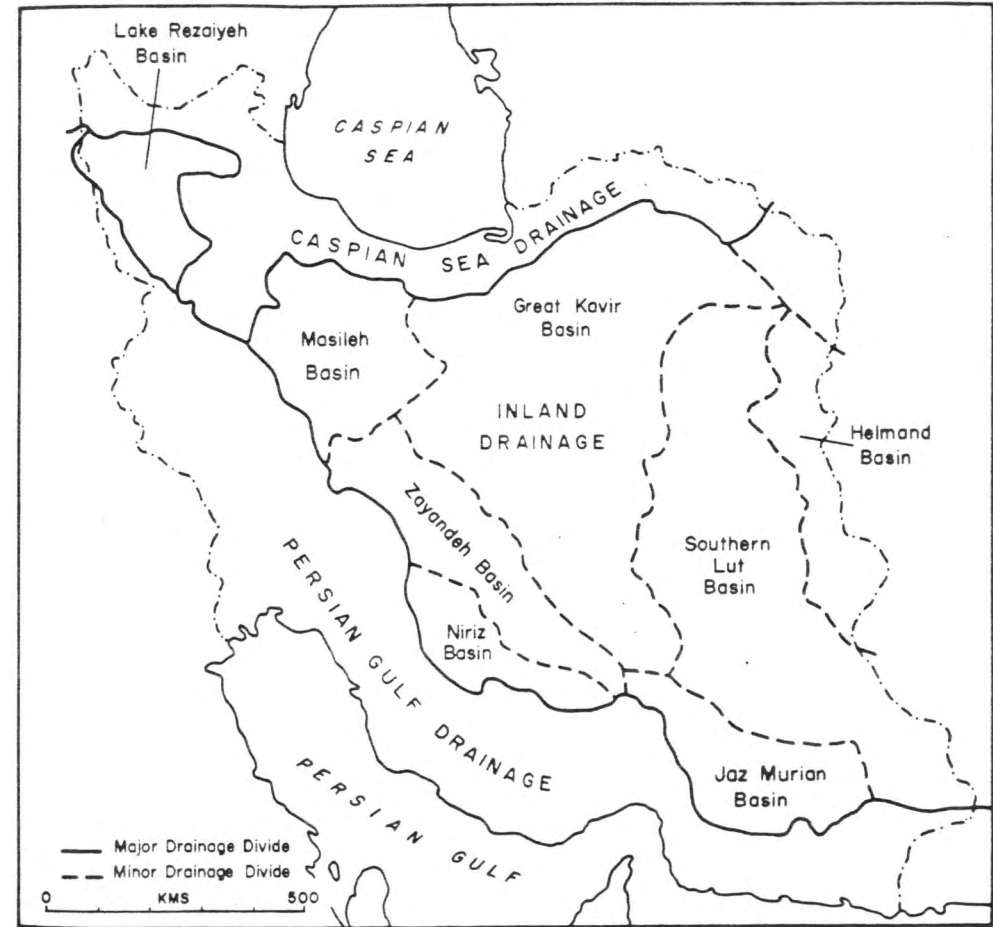 Lake Rezaiyeh
Basin
CASPIAN
SEA
CASPIAN SEA DRAINAGE
Great Kavir
Basin
Masileh
Basin
INLAND
DRAINAGE
Helmand
Basin
Zayandeh Basin
Southern
Lut
Basin
PERSIAN GULF DRAINAGE
Niriz
Basin
Jaz Murian
Basin
PERSIAN GULF
Major Drainage Divide
Minor Drainage Divide
0 KMS 500